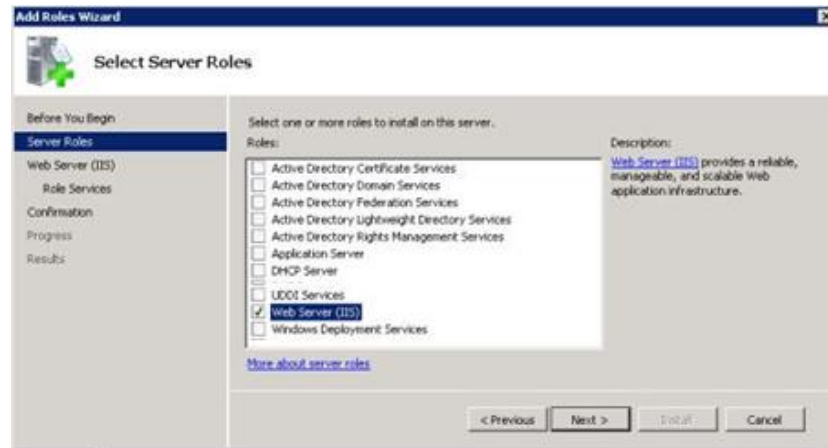 Add Roles Wizard
Select Server Roles
Before You Begin
Server Roles
Web Server (IIS)
Role Services
Confirmation
Progress
Results
Select one or more roles to install on this server.
Roles:
Active Directory Certificate Services
Active Directory Domain Services
Active Directory Federation Services
Active Directory Lightweight Directory Services
Active Directory Rights Management Services
Application Server
DHCP Server
UDDI Services
Web Server (IIS)
Windows Deployment Services
More about server roles
Description:
Web Server (IIS) provides a reliable,
manageable, and scalable Web
application infrastructure.
< Previous
Next >
Install
Cancel